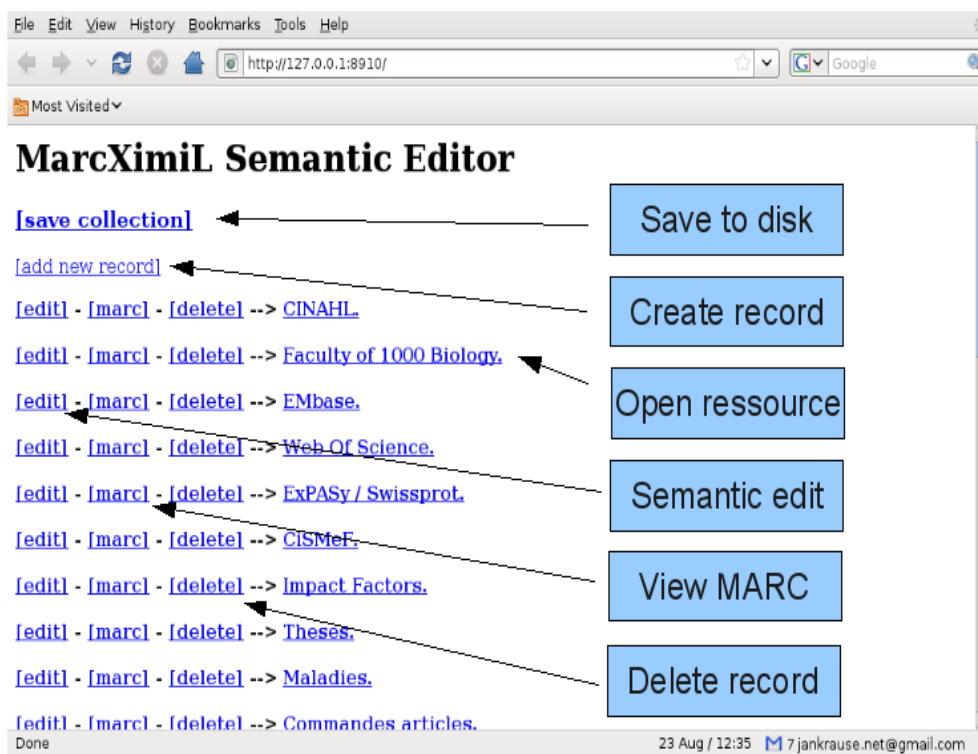 File Edit View History Bookmarks Tools Help
http://127.0.0.1:8910/ Google
Most Visited
MarcXimiL Semantic Editor
[save collection] Save to disk
[add new record]
[edit] - [marc] - [delete] --> CINAHL. Create record
[edit] - [marc] - [delete] --> Faculty of 1000 Biology.
[edit] - [marc] - [delete] --> EMbase. Open ressource
[edit] - [marc] - [delete] --> Web Of Science.
[edit] - [marc] - [delete] --> ExPASy / Swissprot. Semantic edit
[edit] - [marc] - [delete] --> CiSMeF.
[edit] - [marc] - [delete] --> Impact Factors. View MARC
[edit] - [marc] - [delete] --> Theses.
[edit] - [marc] - [delete] --> Maladies. Delete record
[edit] - [marc] - [delete] --> Commandes articles.
Done 23 Aug / 12:35 7 jankrause.net@gmail.com